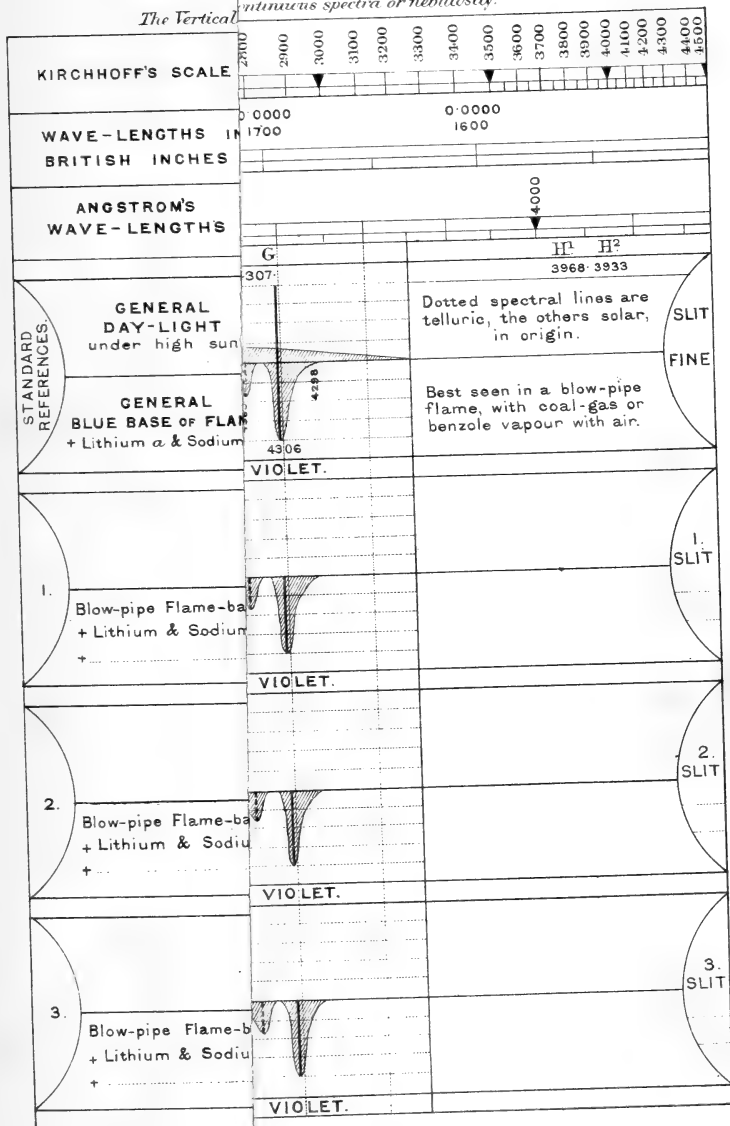 The Vertical
continuous spectra or nebulosity.
KIRCHHOFF'S SCALE
2800 2900 3000 3100 3200 3300 3400 3500 3600 3700 3800 3900 4000 4100 4200 4300 4400 4500
WAVE-LENGTHS IN
BRITISH INCHES
0·0000
1700
0·0000
1600
ANGSTROM'S
WAVE-LENGTHS
4000
G H¹ H²
307· 3968· 3933
STANDARD
REFERENCES.
GENERAL
DAY-LIGHT
under high sun
Dotted spectral lines are
telluric, the others solar,
in origin.
SLIT
FINE
GENERAL
BLUE BASE OF FLAM
+ Lithium a & Sodium
4298
4306
Best seen in a blow-pipe
flame, with coal-gas or
benzole vapour with air.
VIOLET.
1.
Blow-pipe Flame-ba
+ Lithium & Sodium
+
1.
SLIT
VIOLET.
2.
Blow-pipe Flame-ba
+ Lithium & Sodiu
+
2.
SLIT
VIOLET.
3.
Blow-pipe Flame-b
+ Lithium & Sodiu
+
3.
SLIT
VIOLET.